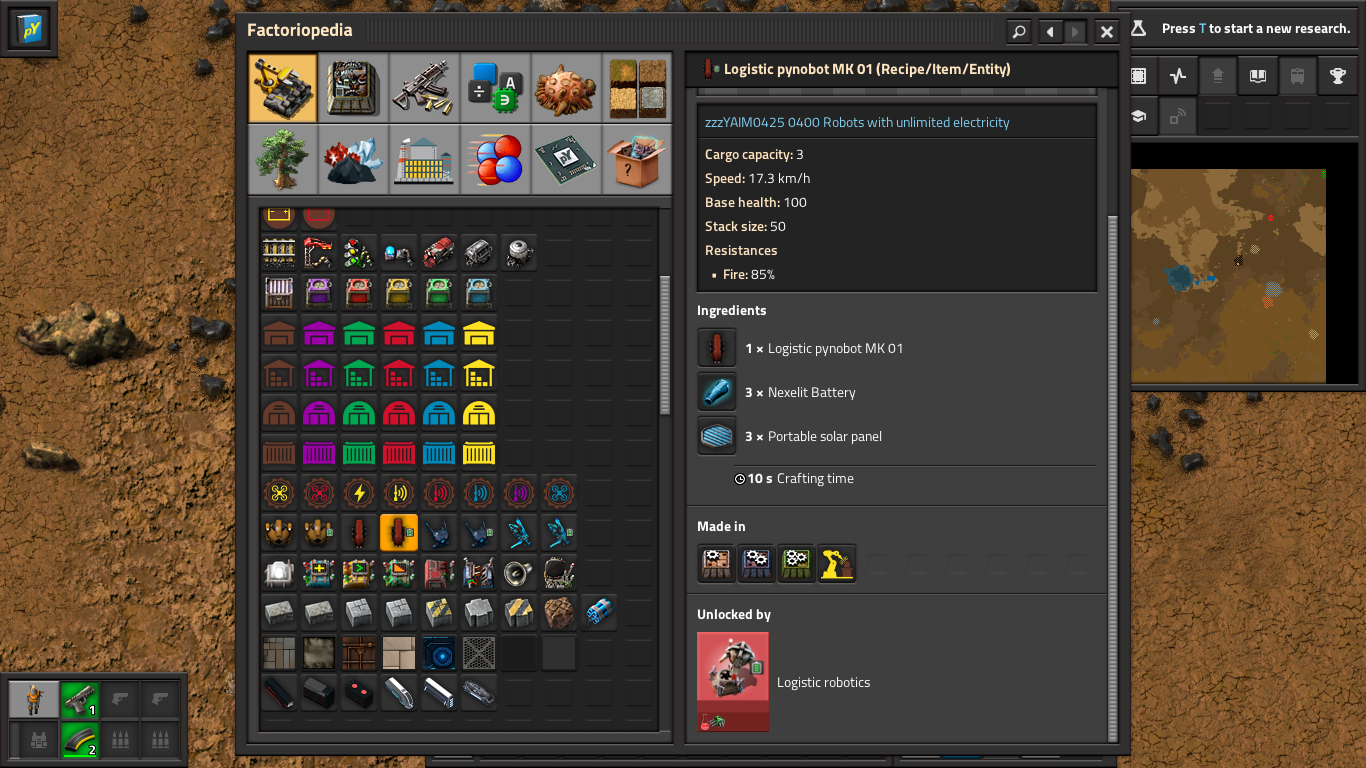 pY
Factoriopedia
Press T to start a new research.
Logistic pynobot MK 01 (Recipe/Item/Entity)
A
zzzYAIM0425 0400 Robots with unlimited electricity
pY
?
Cargo capacity: 3
Speed: 17.3 km/h
Base health: 100
Stack size: 50
Resistances
Fire: 85%
Ingredients
1 × Logistic pynobot MK 01
3 × Nexelit Battery
3 × Portable solar panel
10 s Crafting time
Made in
Unlocked by
Logistic robotics
1
2